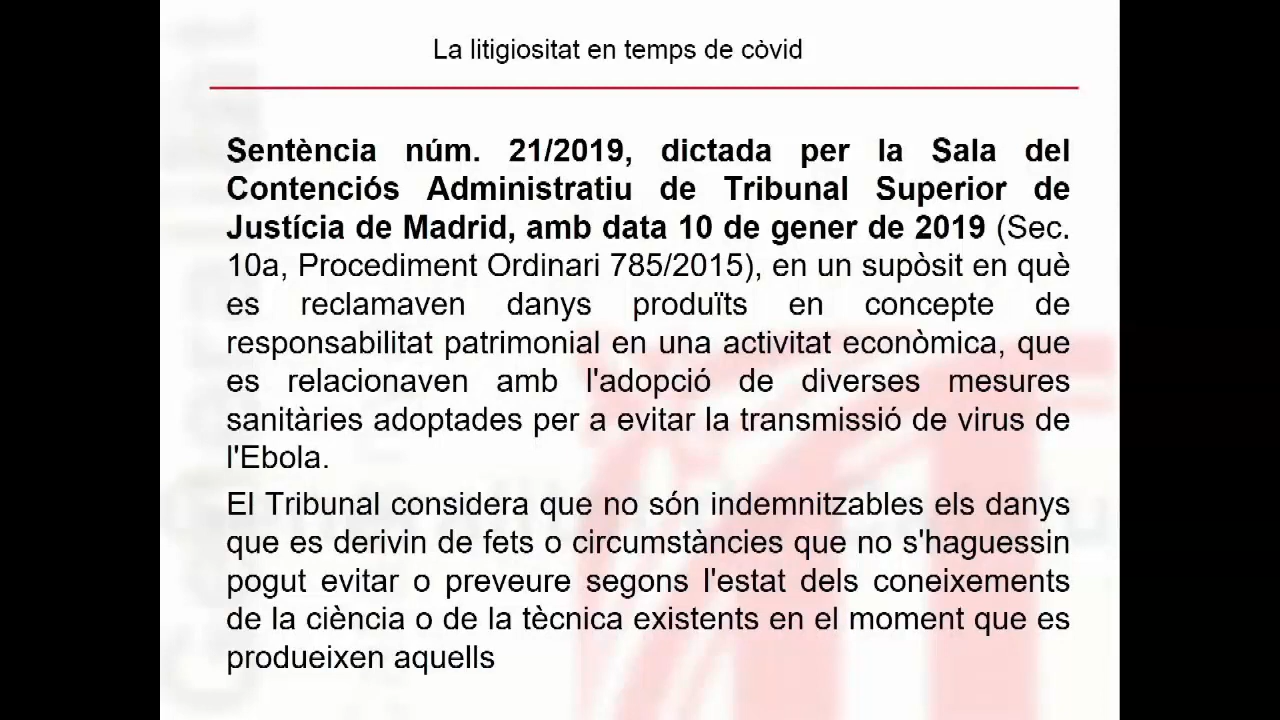 La litigiositat en temps de còvid
Sentència núm. 21/2019, dictada per la Sala del
Contenciós Administratiu de Tribunal Superior de
Justícia de Madrid, amb data 10 de gener de 2019 (Sec.
10a, Procediment Ordinari 785/2015), en un supòsit en què
es reclamaven danys produïts en concepte de
responsabilitat patrimonial en una activitat econòmica, que
es relacionaven amb l'adopció de diverses mesures
sanitàries adoptades per a evitar la transmissió de virus de
l'Ebola.
El Tribunal considera que no són indemnitzables els danys
que es derivin de fets o circumstàncies que no s'haguessin
pogut evitar o preveure segons l'estat dels coneixements
de la ciència o de la tècnica existents en el moment que es
produeixen aquells